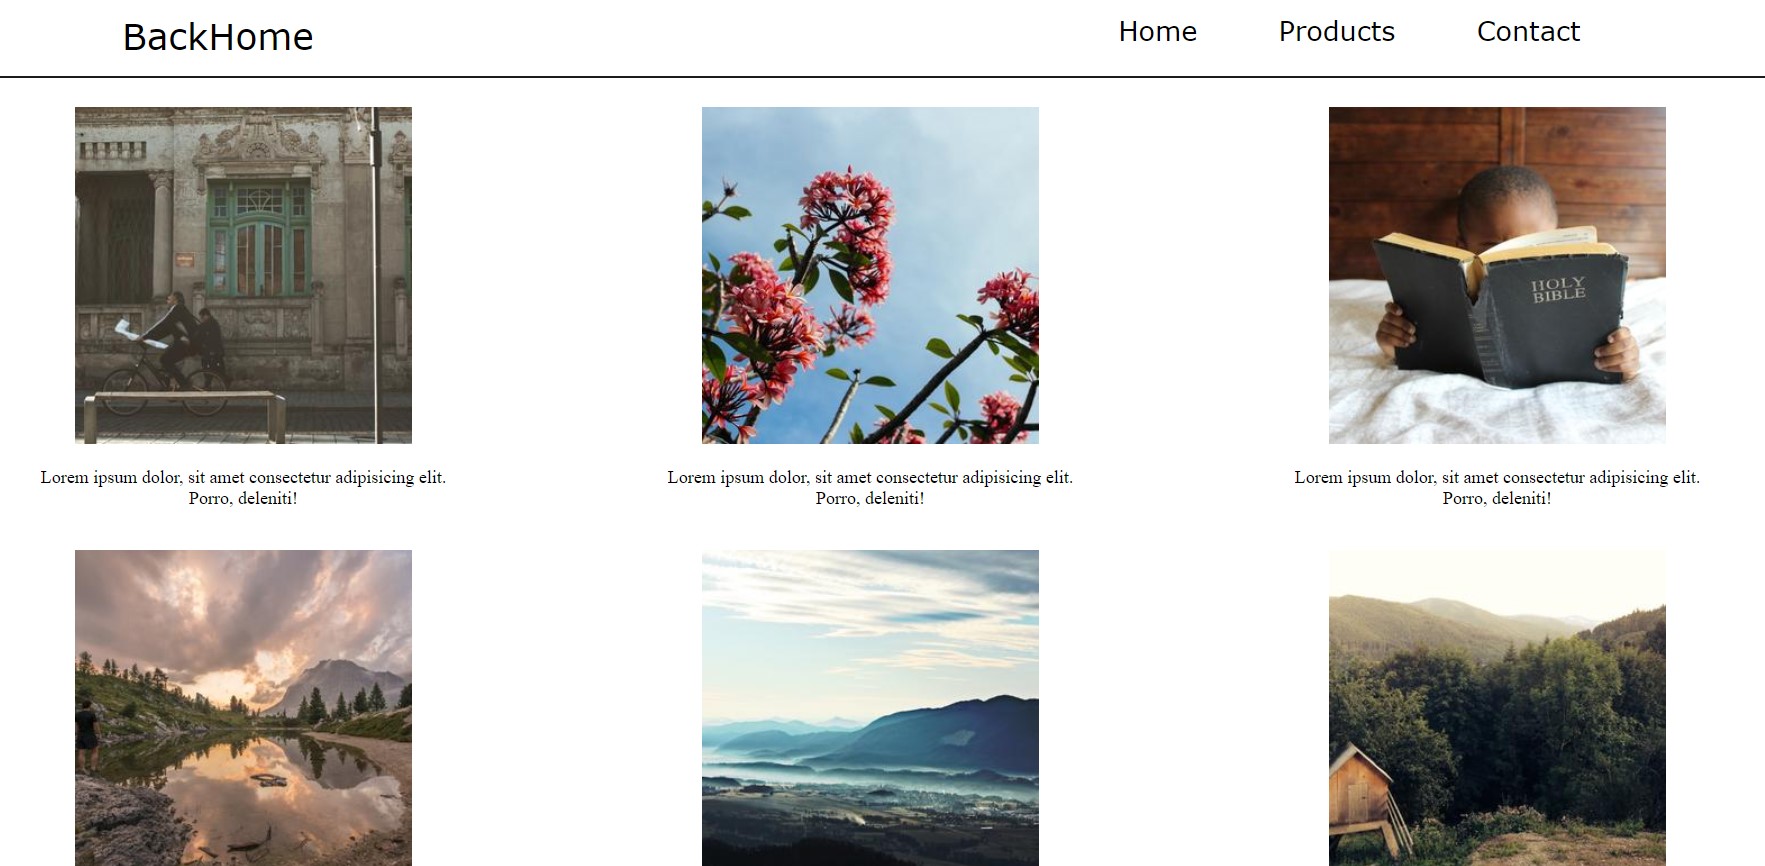 BackHome
Home Products Contact
HOLY
BIBLE
Lorem ipsum dolor, sit amet consectetur adipisicing elit.
Porro, deleniti!
Lorem ipsum dolor, sit amet consectetur adipisicing elit.
Porro, deleniti!
Lorem ipsum dolor, sit amet consectetur adipisicing elit.
Porro, deleniti!